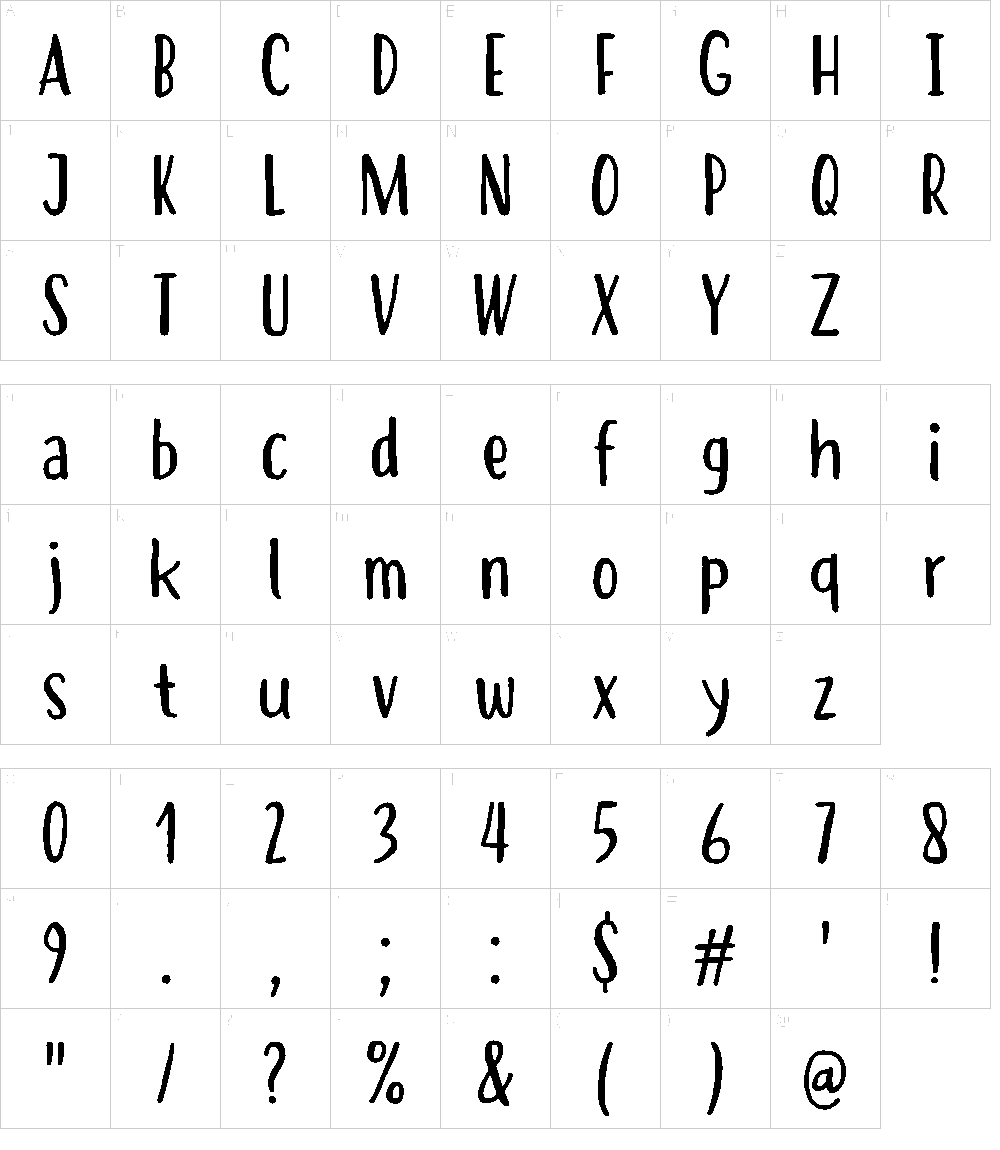 A B C D E F G H I
J K L M N O P Q R
S T U V W X Y Z
a b c d e f g h i
j k l m n o p q r
s t u v w x y z
0 1 2 3 4 5 6 7 8
9 . , ; : $ # ' !
" / ? % & ( ) @